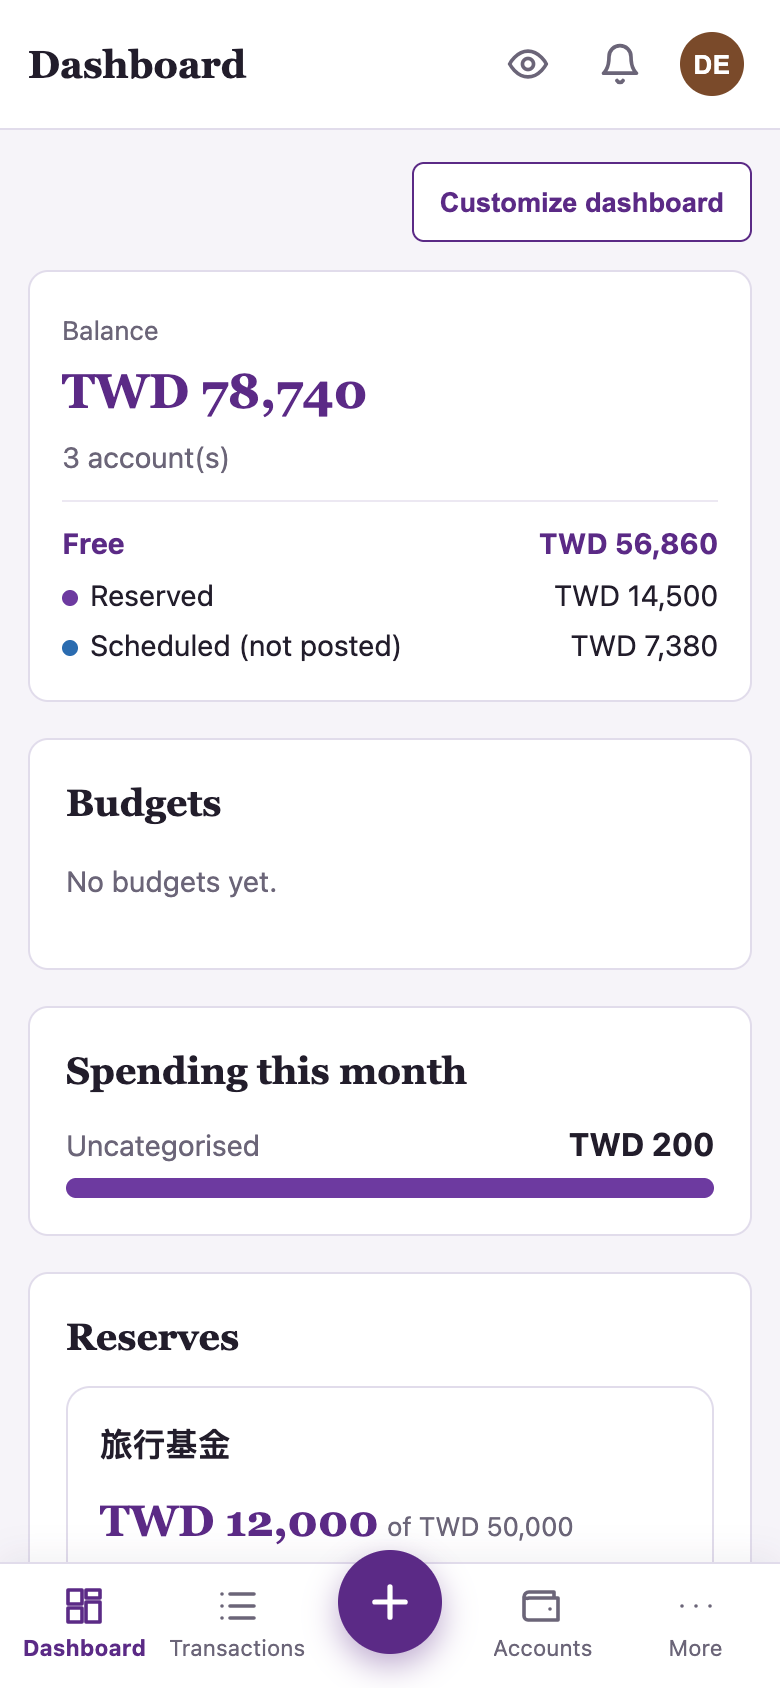 Dashboard
DE
Customize dashboard
Balance
TWD 78,740
3 account(s)
Free TWD 56,860
Reserved TWD 14,500
Scheduled (not posted) TWD 7,380
Budgets
No budgets yet.
Spending this month
Uncategorised TWD 200
Reserves
旅行基金
TWD 12,000 of TWD 50,000
Dashboard Transactions Accounts More